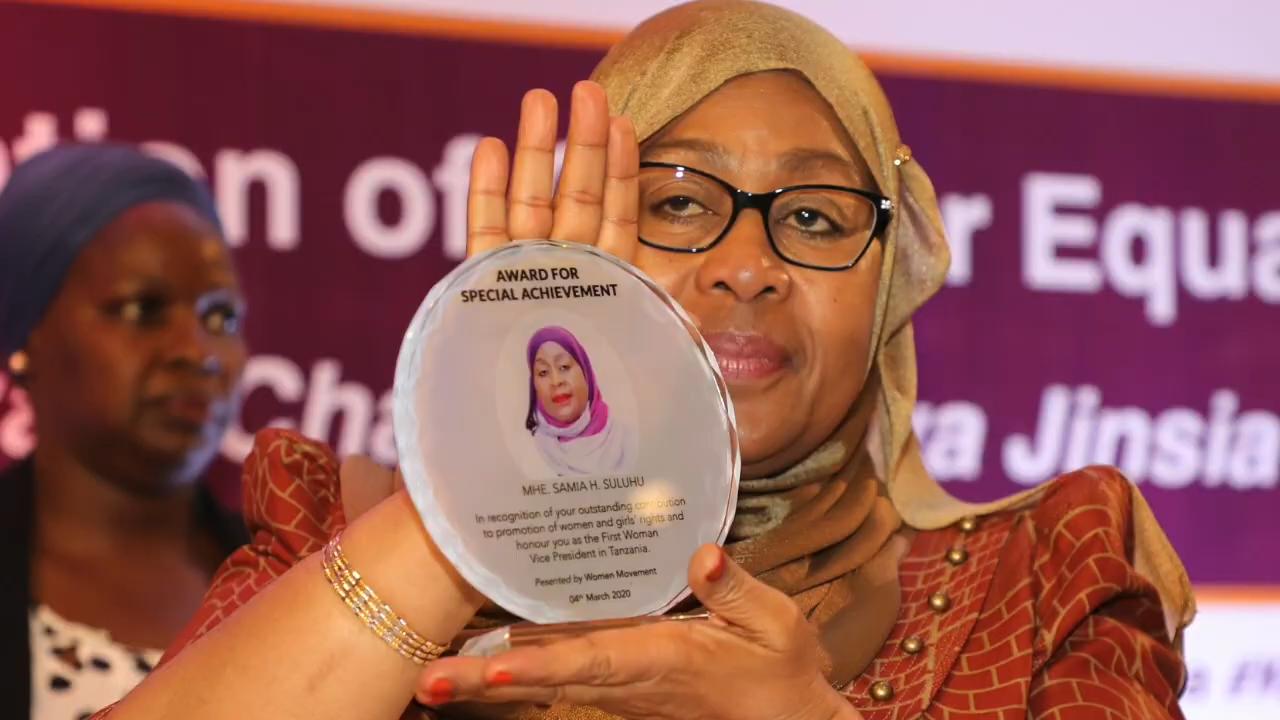 of
Equa
Jinsia
AWARD FOR
SPECIAL ACHIEVEMENT
MHE. SAMIA H. SULUHU
In recognition of your outstanding contribution
to promotion of women and girls' rights and
honour you as the First Woman
Vice President in Tanzania.
Pesented by Women Movement
04th March 2020